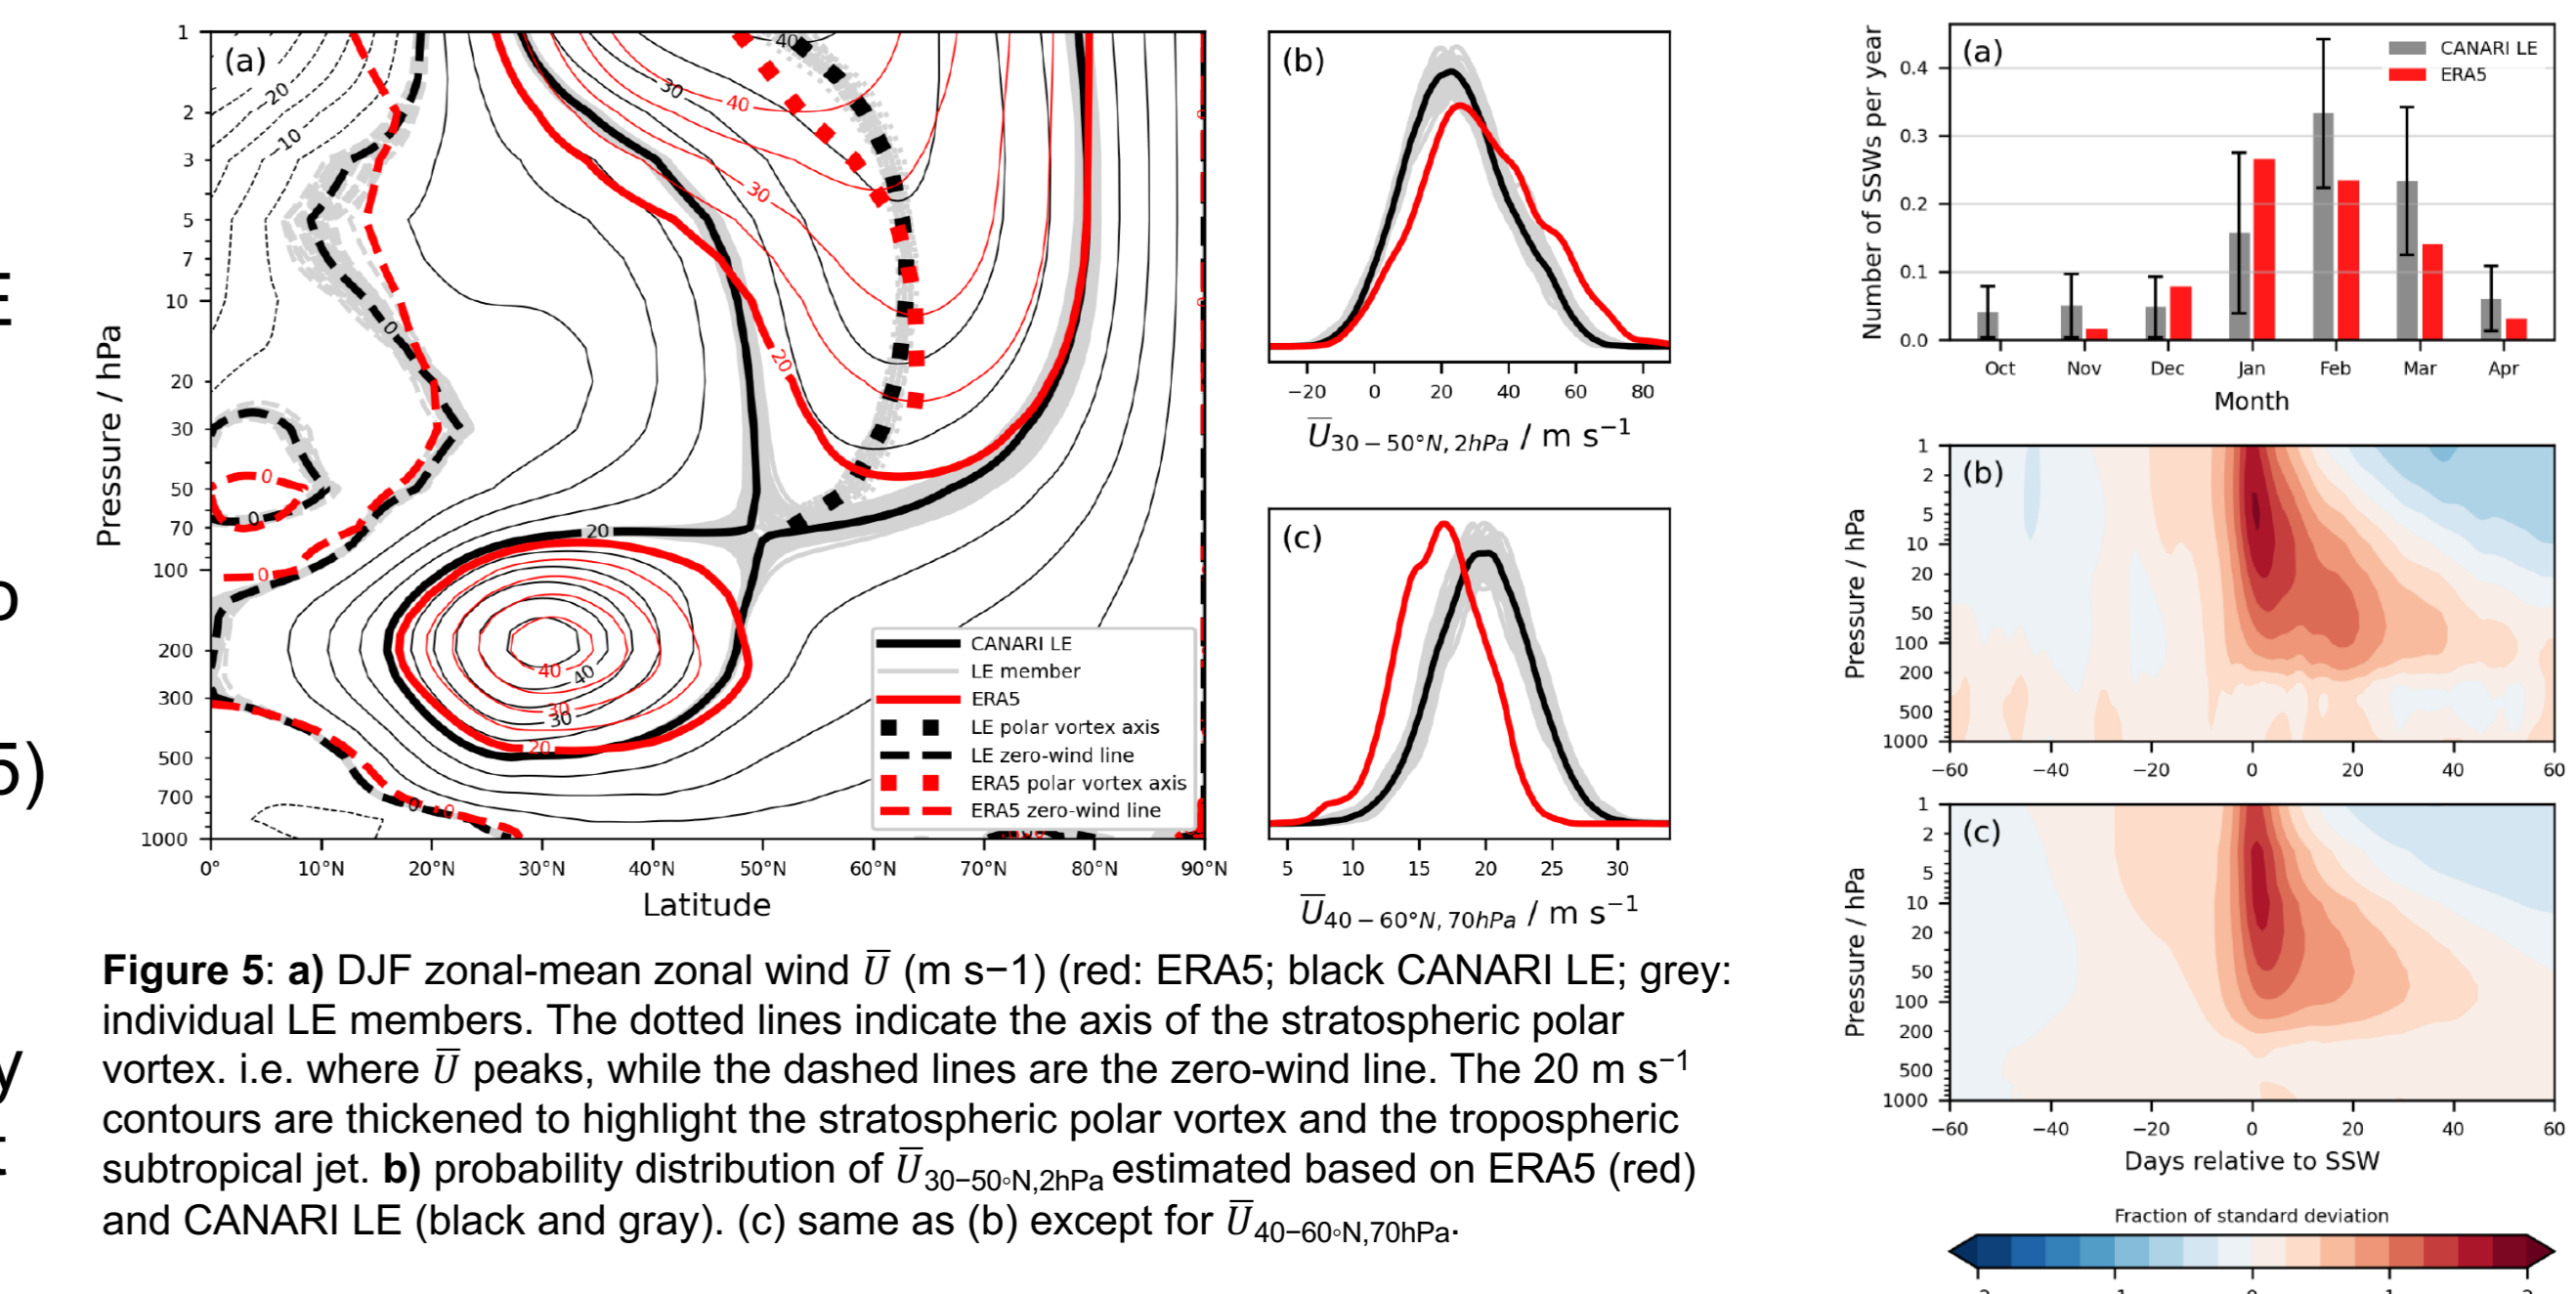 E
o
5)
y
t
(a)
1
2
3
5
7
10
20
30
50
70
100
200
300
500
700
1000
Pressure / hPa
0°
10°N
20°N
30°N
40°N
50°N
60°N
70°N
80°N
90°N
Latitude
-20
-10
0
0
0
0
0
0
0
20
20
20
30
30
30
30
40
40
40
40
CANARI LE
LE member
ERA5
LE polar vortex axis
LE zero-wind line
ERA5 polar vortex axis
ERA5 zero-wind line
(b)
−20 0 20 40 60 80
U̅30 − 50°N, 2hPa / m s−1
(c)
5 10 15 20 25 30
U̅40 − 60°N, 70hPa / m s−1
Figure 5: a) DJF zonal-mean zonal wind U̅ (m s−1) (red: ERA5; black CANARI LE; grey:
individual LE members. The dotted lines indicate the axis of the stratospheric polar
vortex. i.e. where U̅ peaks, while the dashed lines are the zero-wind line. The 20 m s−1
contours are thickened to highlight the stratospheric polar vortex and the tropospheric
subtropical jet. b) probability distribution of U̅30−50◦N,2hPa estimated based on ERA5 (red)
and CANARI LE (black and gray). (c) same as (b) except for U̅40−60◦N,70hPa.
(a)
CANARI LE
ERA5
Number of SSWs per year
0.4
0.3
0.2
0.1
0.0
Oct Nov Dec Jan Feb Mar Apr
Month
(b)
Pressure / hPa
1
2
5
10
20
50
100
200
500
1000
−60 −40 −20 0 20 40 60
(c)
Pressure / hPa
1
2
5
10
20
50
100
200
500
1000
−60 −40 −20 0 20 40 60
Days relative to SSW
Fraction of standard deviation